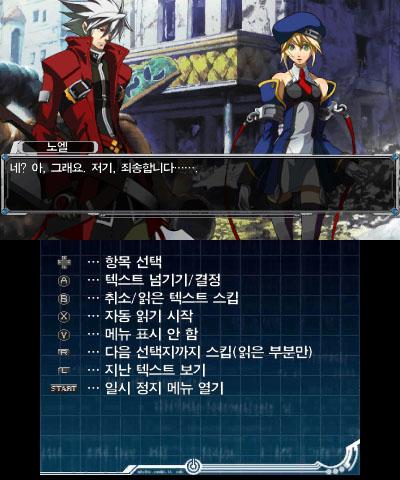 노엘
네? 아, 그래요. 저기, 죄송합니다…….
… 항목 선택
A … 텍스트 넘기기/결정
B … 취소/읽은 텍스트 스킵
X … 자동 읽기 시작
Y … 메뉴 표시 안 함
R … 다음 선택지까지 스킵(읽은 부분만)
L … 지난 텍스트 보기
START … 일시 정지 메뉴 열기